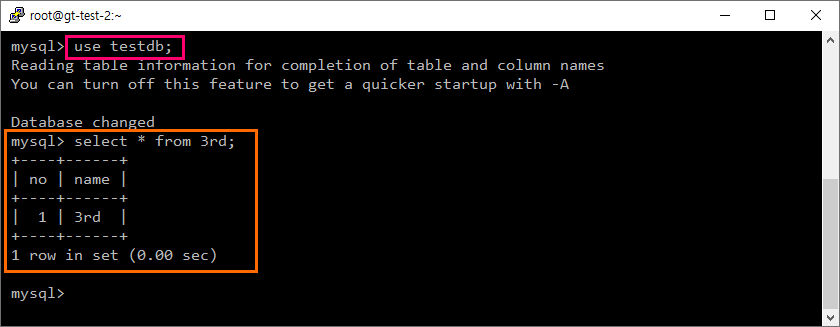 root@gt-test-2:~
mysql> use testdb;
Reading table information for completion of table and column names
You can turn off this feature to get a quicker startup with -A
Database changed
mysql> select * from 3rd;
+----+------+
| no | name |
+----+------+
|  1 | 3rd  |
+----+------+
1 row in set (0.00 sec)
mysql>